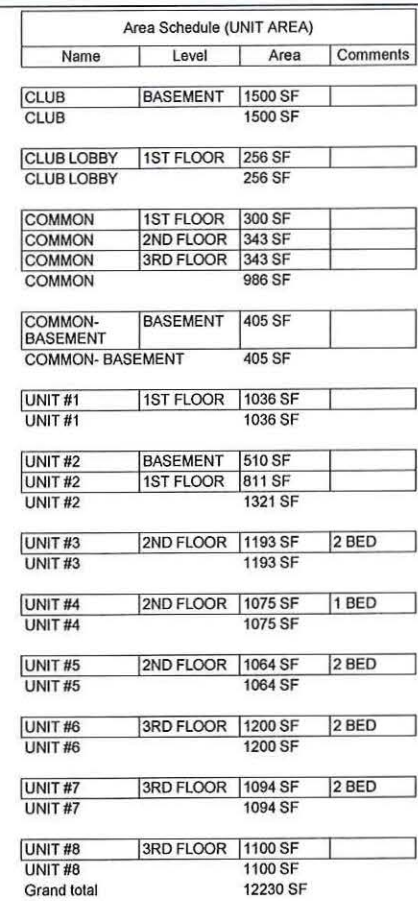 Area Schedule (UNIT AREA)
Name Level Area Comments
CLUB BASEMENT 1500 SF
CLUB 1500 SF
CLUB LOBBY 1ST FLOOR 256 SF
CLUB LOBBY 256 SF
COMMON 1ST FLOOR 300 SF
COMMON 2ND FLOOR 343 SF
COMMON 3RD FLOOR 343 SF
COMMON 986 SF
COMMON- BASEMENT 405 SF
BASEMENT
COMMON- BASEMENT 405 SF
UNIT #1 1ST FLOOR 1036 SF
UNIT #1 1036 SF
UNIT #2 BASEMENT 510 SF
UNIT #2 1ST FLOOR 811 SF
UNIT #2 1321 SF
UNIT #3 2ND FLOOR 1193 SF 2 BED
UNIT #3 1193 SF
UNIT #4 2ND FLOOR 1075 SF 1 BED
UNIT #4 1075 SF
UNIT #5 2ND FLOOR 1064 SF 2 BED
UNIT #5 1064 SF
UNIT #6 3RD FLOOR 1200 SF 2 BED
UNIT #6 1200 SF
UNIT #7 3RD FLOOR 1094 SF 2 BED
UNIT #7 1094 SF
UNIT #8 3RD FLOOR 1100 SF
UNIT #8 1100 SF
Grand total 12230 SF